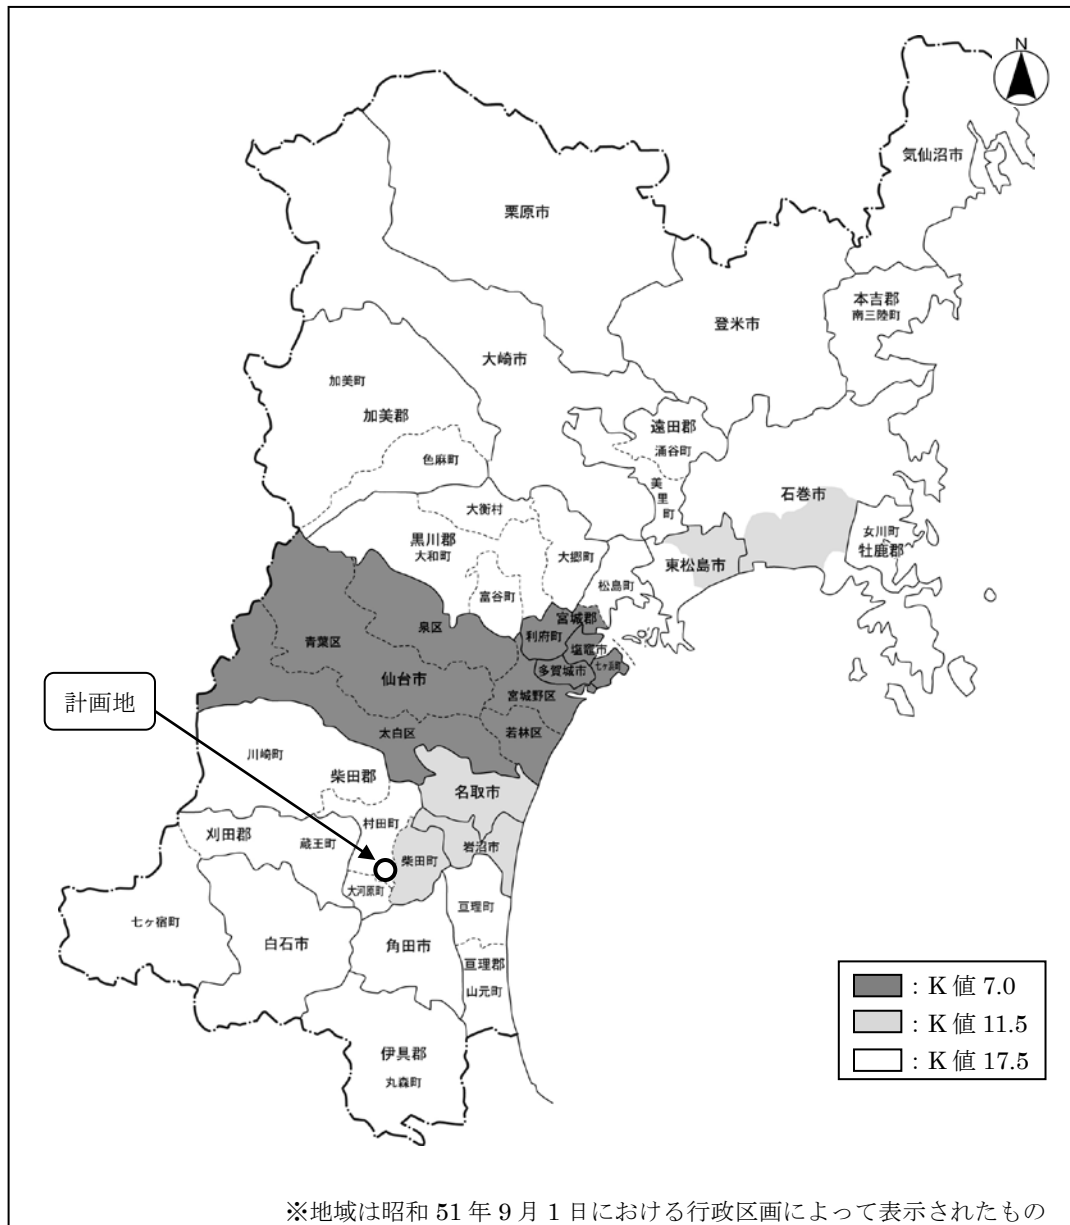 N
気仙沼市
栗原市
本吉郡
南三陸町
登米市
大崎市
加美町
加美郡
遠田郡
涌谷町
色麻町
美里町
石巻市
大衡村
女川町
牡鹿郡
黒川郡
大和町
大郷町
東松島市
松島町
富谷町
宮城郡
泉区
利府町
青葉区
塩竈市
七ヶ浜町
多賀城市
仙台市
宮城野区
計画地
太白区
若林区
川崎町
柴田郡
名取市
村田町
刈田郡
蔵王町
岩沼市
柴田町
大河原町
亘理町
七ヶ宿町
白石市
角田市
亘理郡
山元町
伊具郡
丸森町
：K 値 7.0
：K 値 11.5
：K 値 17.5
※地域は昭和 51 年 9 月 1 日における行政区画によって表示されたもの